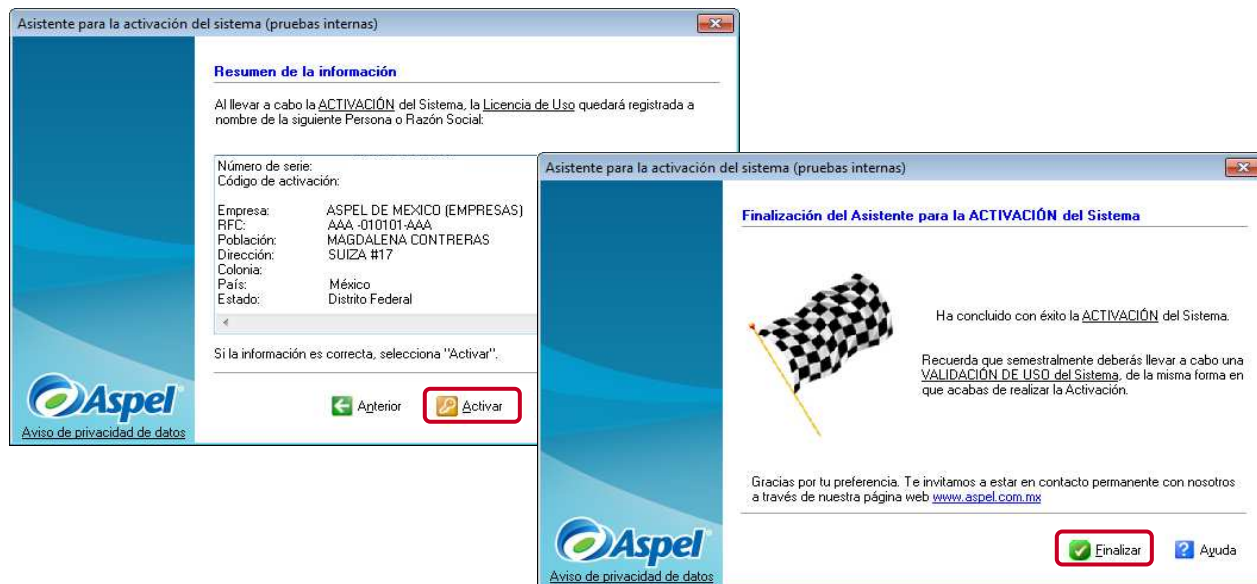 Asistente para la activación del sistema (pruebas internas)
Resumen de la información
Al llevar a cabo la ACTIVACIÓN del Sistema, la Licencia de Uso quedará registrada a
nombre de la siguiente Persona o Razón Social:
Número de serie:
Código de activación:
Empresa: ASPEL DE MEXICO (EMPRESAS)
RFC: AAA -010101-AAA
Población: MAGDALENA CONTRERAS
Dirección: SUIZA #17
Colonia:
País: México
Estado: Distrito Federal
Si la información es correcta, selecciona "Activar".
Anterior Activar
Aspel
Aviso de privacidad de datos
Asistente para la activación del sistema (pruebas internas)
Finalización del Asistente para la ACTIVACIÓN del Sistema
Ha concluido con éxito la ACTIVACIÓN del Sistema.
Recuerda que semestralmente deberás llevar a cabo una
VALIDACIÓN DE USO del Sistema, de la misma forma en
que acabas de realizar la Activación.
Gracias por tu preferencia. Te invitamos a estar en contacto permanente con nosotros
a través de nuestra página web www.aspel.com.mx
Finalizar Ayuda
Aspel
Aviso de privacidad de datos